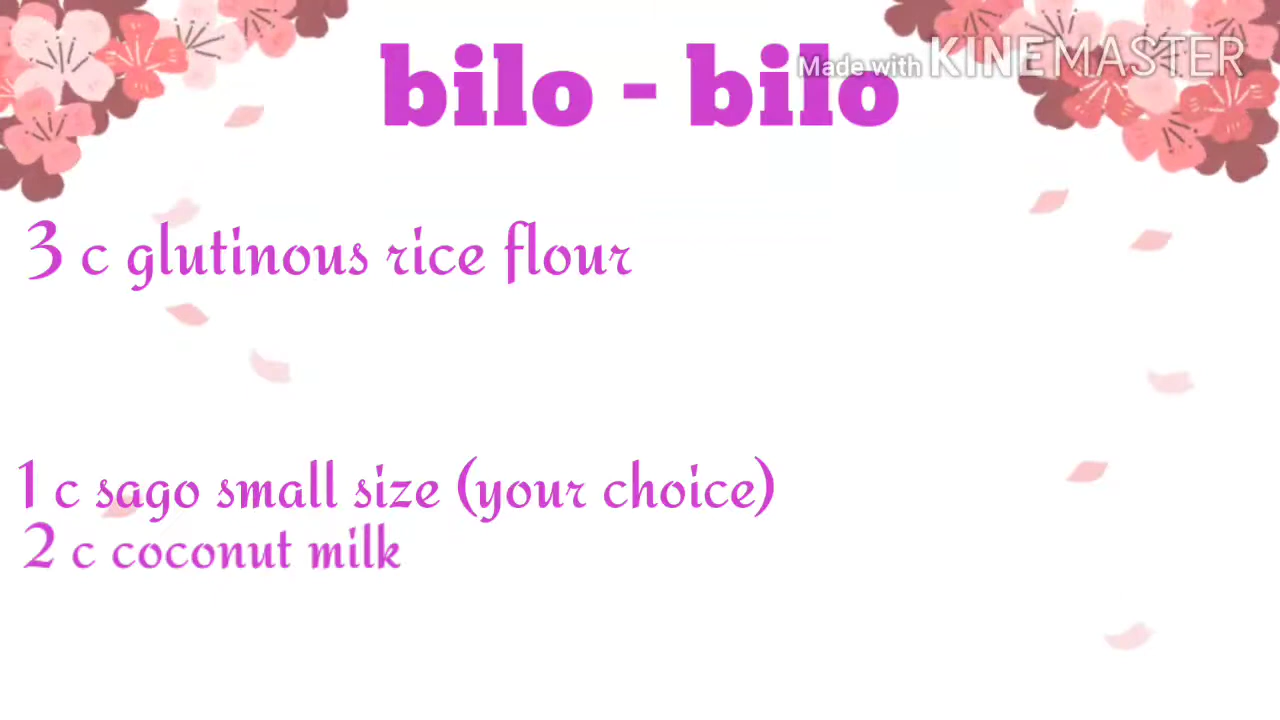 bilo - bilo
Made with KINEMASTER
3 c glutinous rice flour
1 c sago small size (your choice)
2 c coconut milk